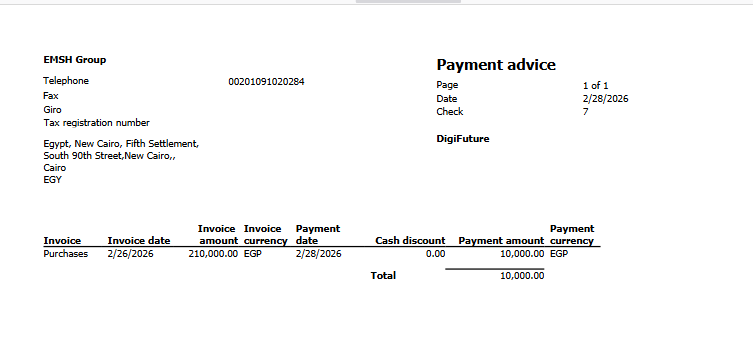 EMSH Group
Telephone 00201091020284
Fax
Giro
Tax registration number
Egypt, New Cairo, Fifth Settlement,
South 90th Street,New Cairo,,
Cairo
EGY
Payment advice
Page 1 of 1
Date 2/28/2026
Check 7
DigiFuture
Invoice Invoice date Invoice amount Invoice currency Payment date Cash discount Payment amount Payment currency
Purchases 2/26/2026 210,000.00 EGP 2/28/2026 0.00 10,000.00 EGP
Total 10,000.00